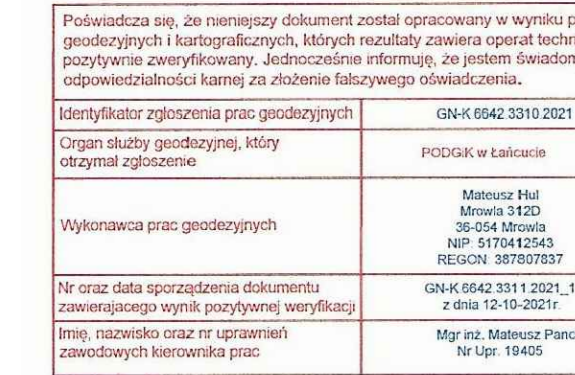 Poświadcza się, że nieniejszy dokument został opracowany w wyniku p
geodezyjnych i kartograficznych, których rezultaty zawiera operat techn
pozytywnie zweryfikowany. Jednocześnie informuję, że jestem świadom
odpowiedzialności karnej za złożenie fałszywego oświadczenia.
Identyfikator zgłoszenia prac geodezyjnych GN-K.6642.3310.2021
Organ służby geodezyjnej, który
otrzymał zgłoszenie
PODGiK w Łańcucie
Wykonawca prac geodezyjnych
Mateusz Hul
Mrowla 312D
36-054 Mrowla
NIP: 5170412543
REGON: 387807837
Nr oraz data sporządzenia dokumentu
zawierajacego wynik pozytywnej weryfikacji
GN-K.6642.3311.2021_1
z dnia 12-10-2021r.
Imię, nazwisko oraz nr uprawnień
zawodowych kierownika prac
Mgr inż. Mateusz Panc
Nr Upr. 19405